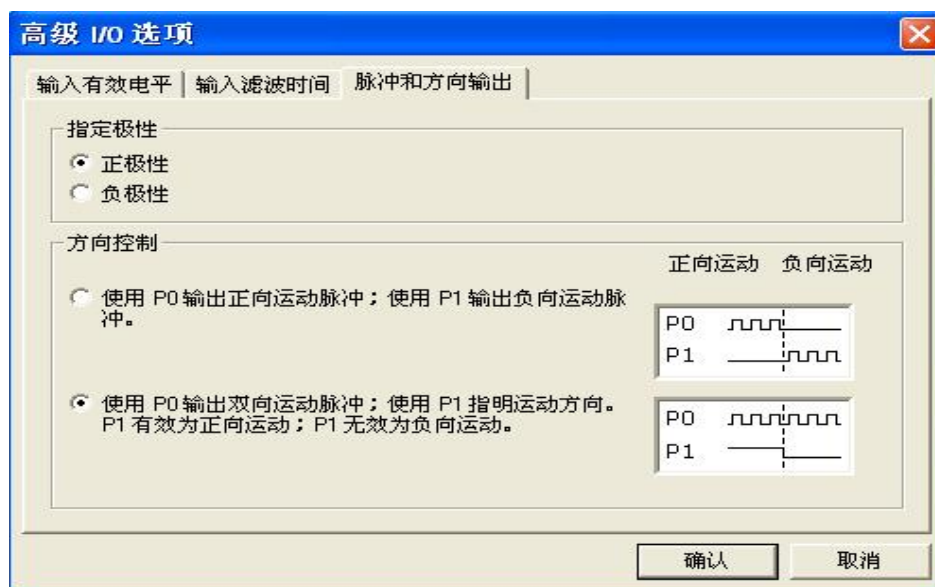 高级 I/O 选项
输入有效电平 输入滤波时间 脉冲和方向输出
指定极性
正极性
负极性
方向控制
正向运动 负向运动
使用 P0 输出正向运动脉冲；使用 P1 输出负向运动脉
冲。
P0
P1
使用 P0 输出双向运动脉冲；使用 P1 指明运动方向。
P1 有效为正向运动；P1 无效为负向运动。
P0
P1
确认 取消